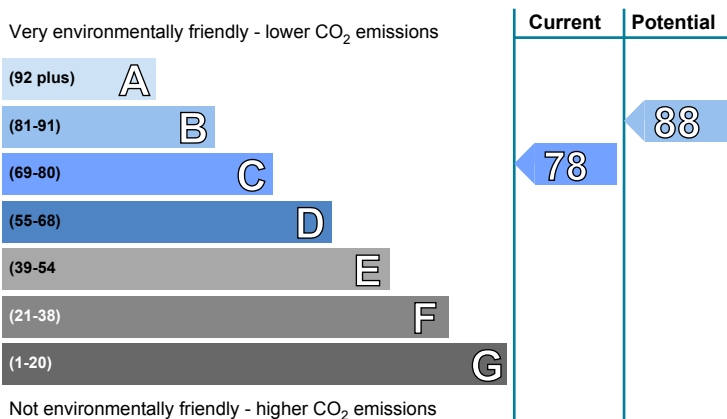 Current Potential
Very environmentally friendly - lower CO2 emissions
(92 plus) A
(81-91) B 88
(69-80) C 78
(55-68) D
(39-54 E
(21-38) F
(1-20) G
Not environmentally friendly - higher CO2 emissions